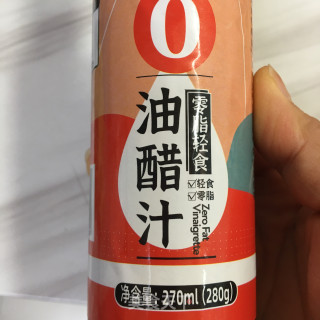 0
零脂轻食
油醋汁
☑轻食
☑零脂
Zero Fat
Vinaigrette
净含量: 270ml (280g)